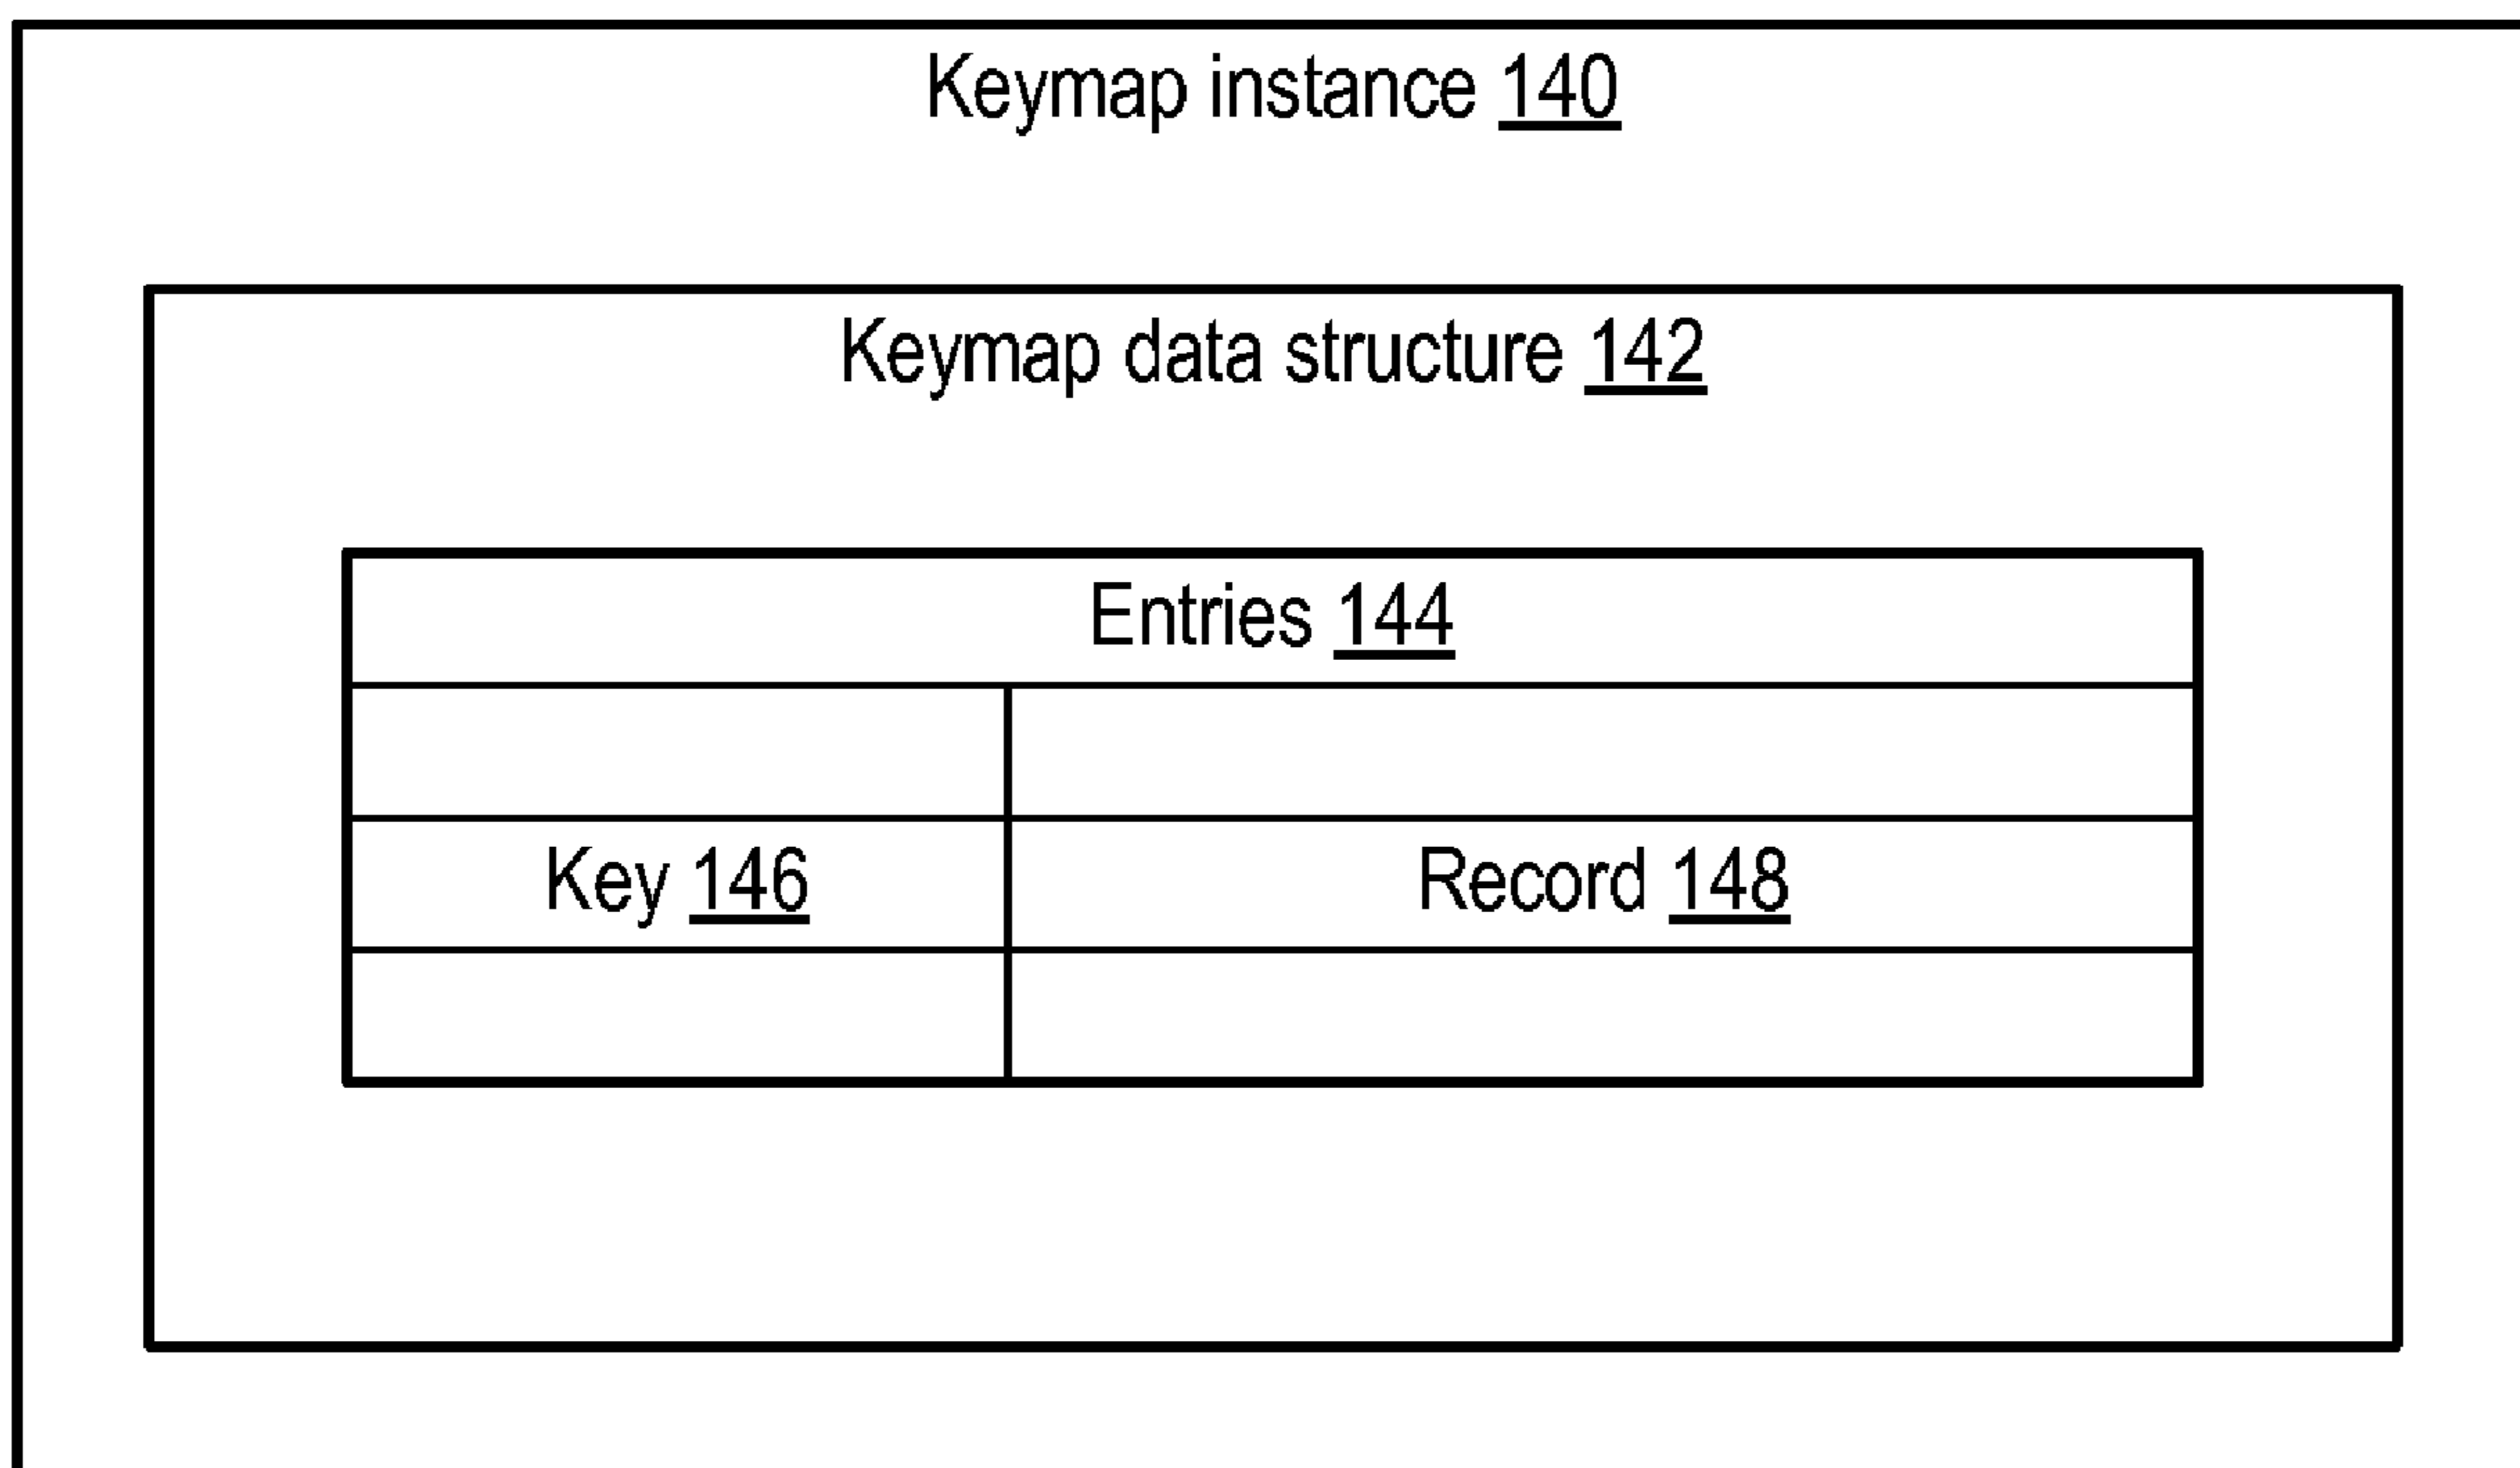 Keymap instance 140
Keymap data structure 142
Entries 144
Key 146 Record 148